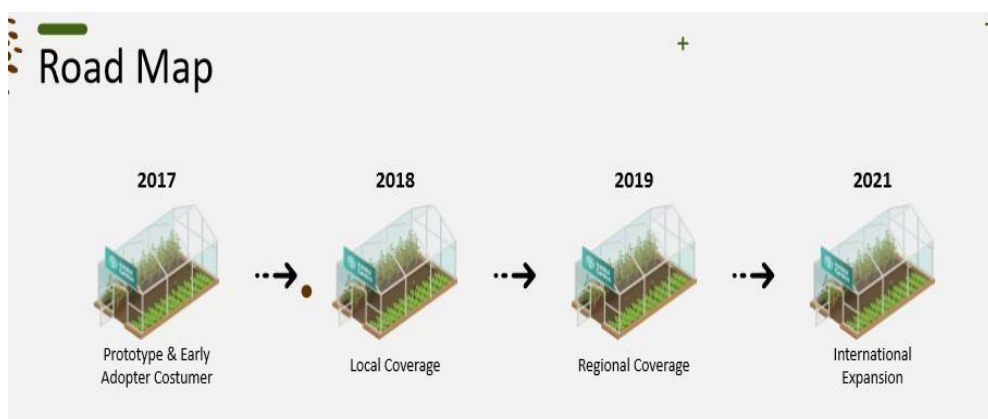 Road Map
2017
2018
2019
2021
Prototype & Early
Adopter Costumer
Local Coverage
Regional Coverage
International
Expansion